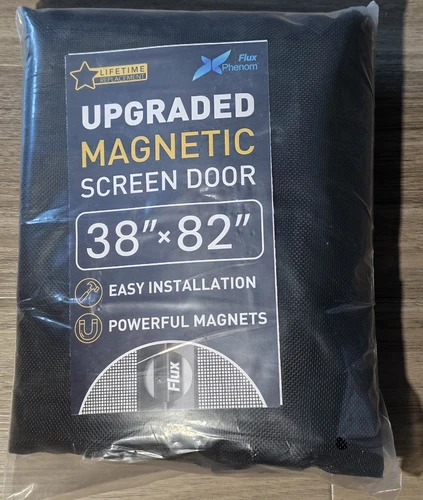 LIFETIME
REPLACEMENT
Flux
Phenom
UPGRADED
MAGNETIC
SCREEN DOOR
38” × 82”
EASY INSTALLATION
POWERFUL MAGNETS
Flux